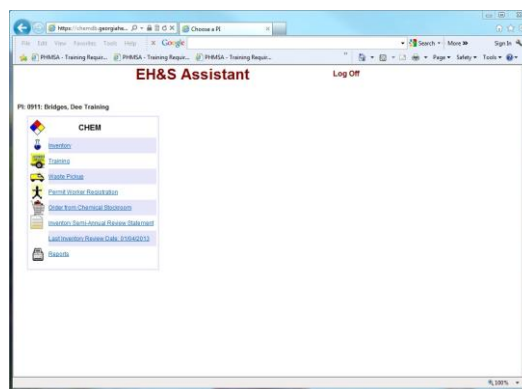 https://chemdb.georgiahe...
Choose a PI
File Edit View Favorites Tools Help
x Google
Search More »
Sign In
PHMSA - Training Requir...
PHMSA - Training Requir...
PHMSA - Training Requir...
Page Safety Tools
EH&S Assistant
Log Off
PI: 0911: Bridges, Dee Training
CHEM
Inventory
Training
Waste Pickup
Permit Worker Registration
Order from Chemical Stockroom
Inventory Semi-Annual Review Statement
Last Inventory Review Date: 01/04/2013
Reports
100%